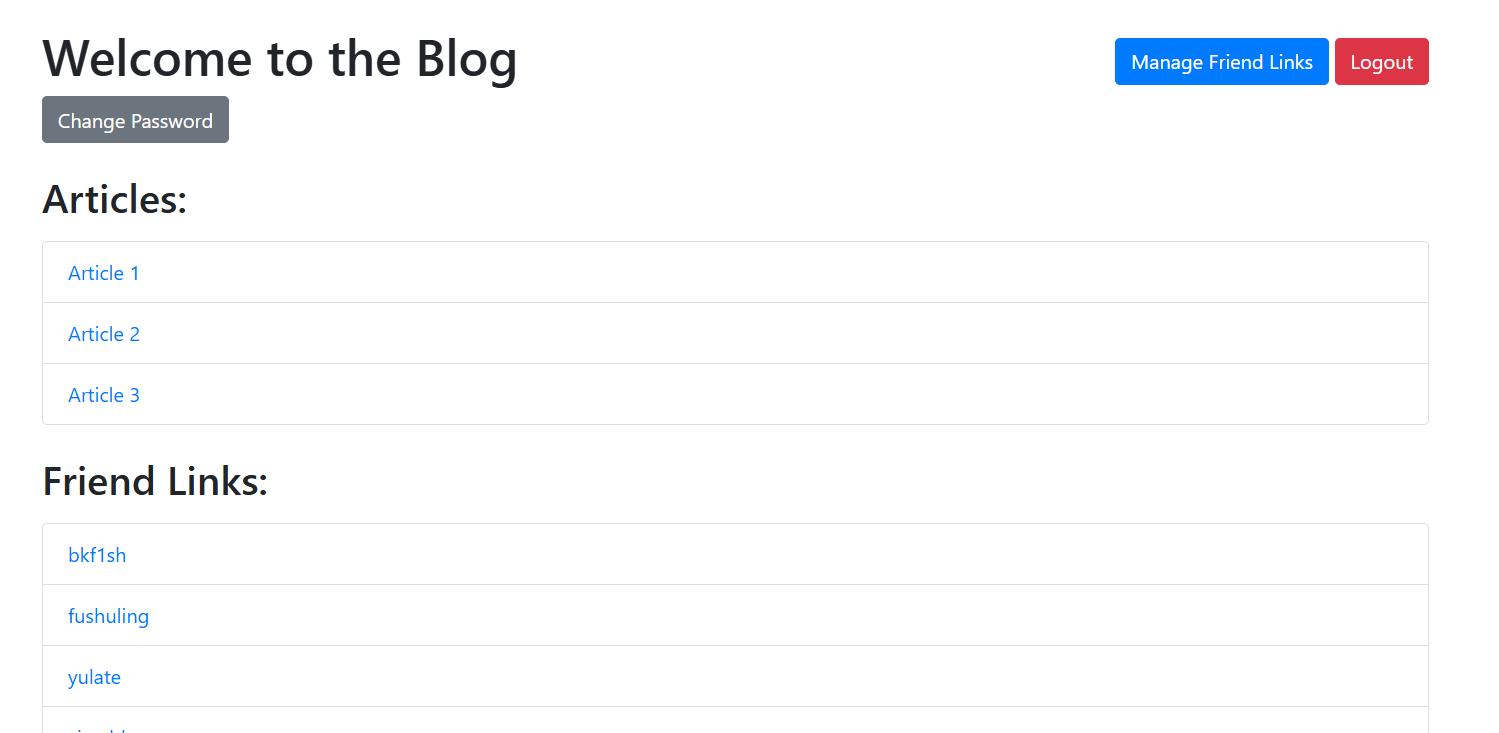 Welcome to the Blog
Manage Friend Links
Logout
Change Password
Articles:
Article 1
Article 2
Article 3
Friend Links:
bkf1sh
fushuling
yulate